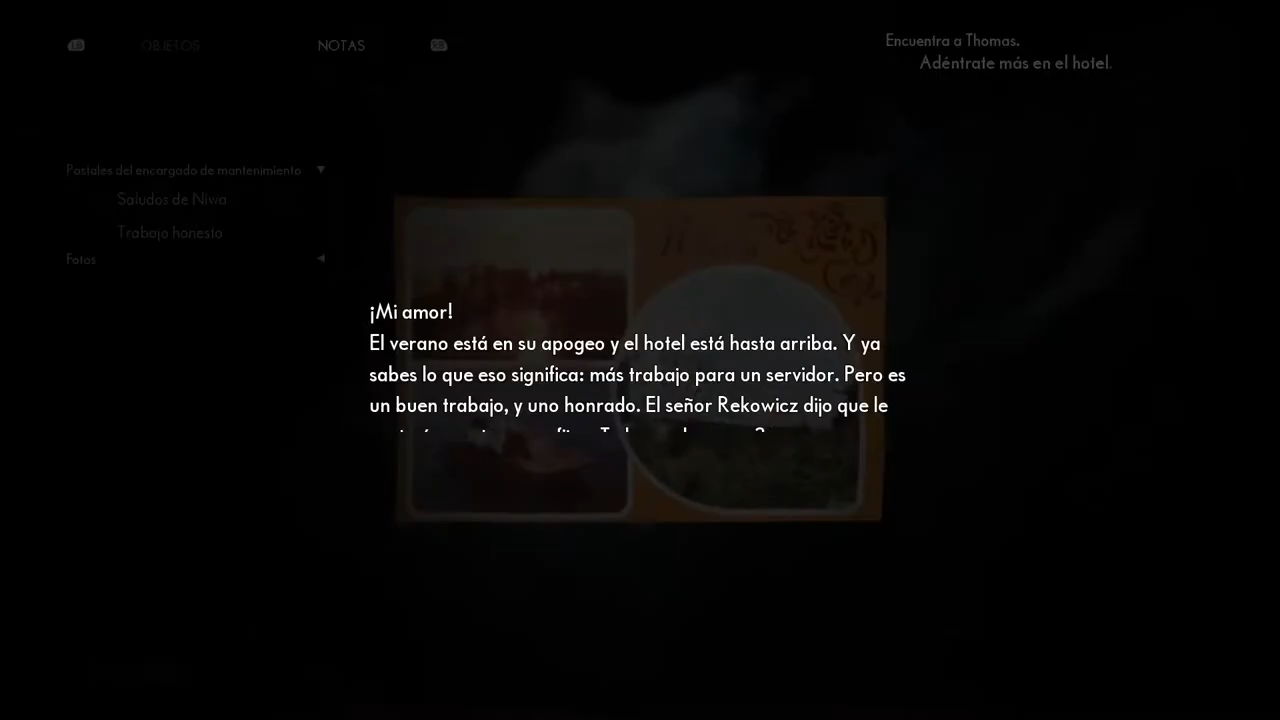 LB
OBJETOS
NOTAS
RB
Encuentra a Thomas.
Adéntrate más en el hotel.
Postales del encargado de mantenimiento
Saludos de Niwa
Trabajo honesto
Fotos
¡Mi amor!
El verano está en su apogeo y el hotel está hasta arriba. Y ya
sabes lo que eso significa: más trabajo para un servidor. Pero es
un buen trabajo, y uno honrado. El señor Rekowicz dijo que le